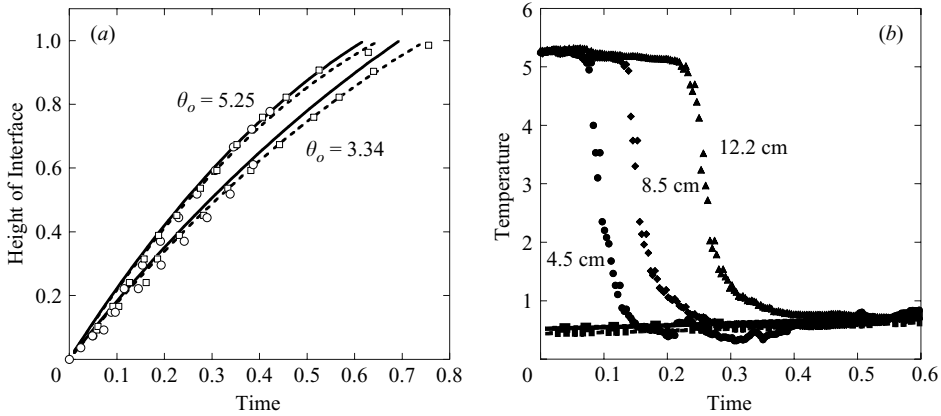 (a)
1.0
0.8
0.6
0.4
0.2
0
Height of Interface
θo = 5.25
θo = 3.34
0.1 0.2 0.3 0.4 0.5 0.6 0.7 0.8
Time
(b)
6
5
4
3
2
1
0
Temperature
12.2 cm
8.5 cm
4.5 cm
0.1 0.2 0.3 0.4 0.5 0.6
Time